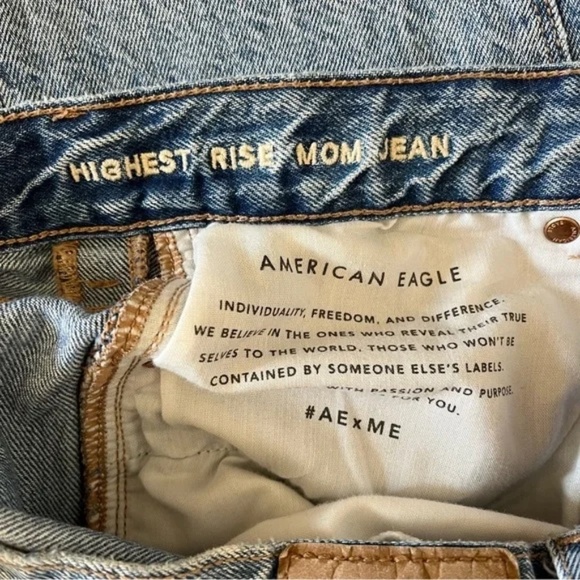 HIGHEST RISE MOM JEAN
AMERICAN EAGLE
INDIVIDUALITY, FREEDOM, AND DIFFERENCE.
WE BELIEVE IN THE ONES WHO REVEAL THEIR TRUE
SELVES TO THE WORLD. THOSE WHO WON'T BE
CONTAINED BY SOMEONE ELSE'S LABELS.
WITH PASSION AND PURPOSE.
FOR YOU.
#AExME